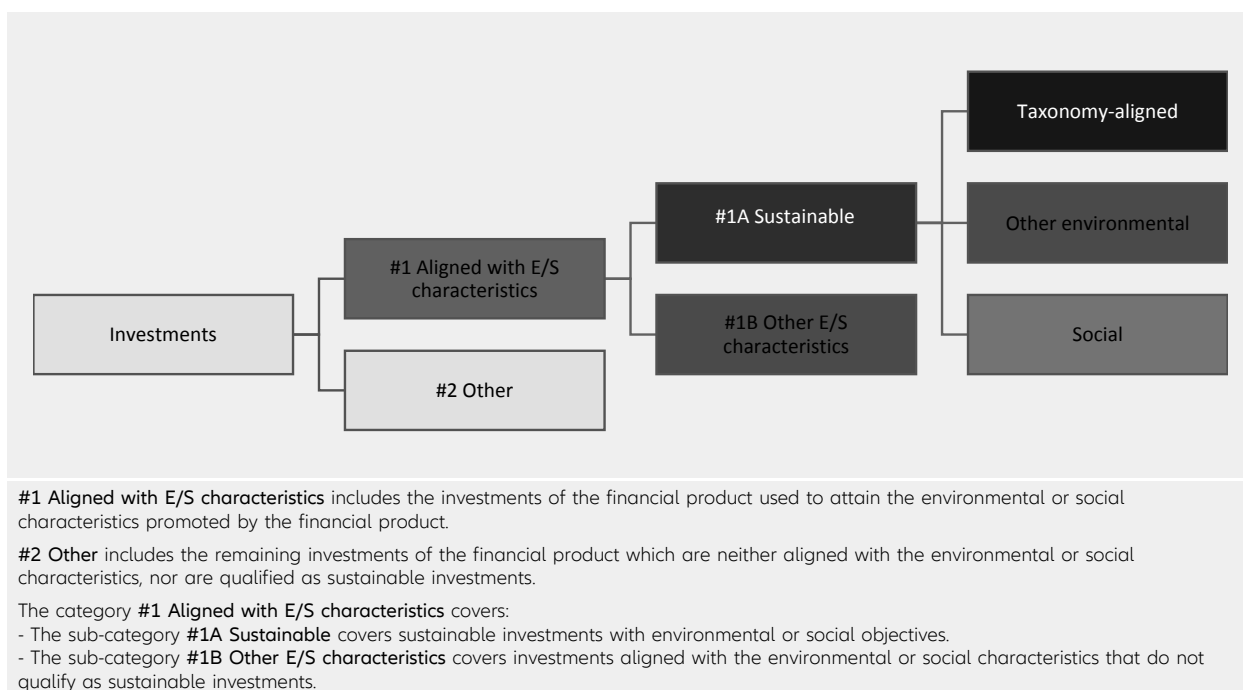 Taxonomy-aligned
#1A Sustainable
Other environmental
#1 Aligned with E/S
characteristics
Investments
#1B Other E/S
characteristics
Social
#2 Other
#1 Aligned with E/S characteristics includes the investments of the financial product used to attain the environmental or social
characteristics promoted by the financial product.
#2 Other includes the remaining investments of the financial product which are neither aligned with the environmental or social
characteristics, nor are qualified as sustainable investments.
The category #1 Aligned with E/S characteristics covers:
- The sub-category #1A Sustainable covers sustainable investments with environmental or social objectives.
- The sub-category #1B Other E/S characteristics covers investments aligned with the environmental or social characteristics that do not
qualify as sustainable investments.